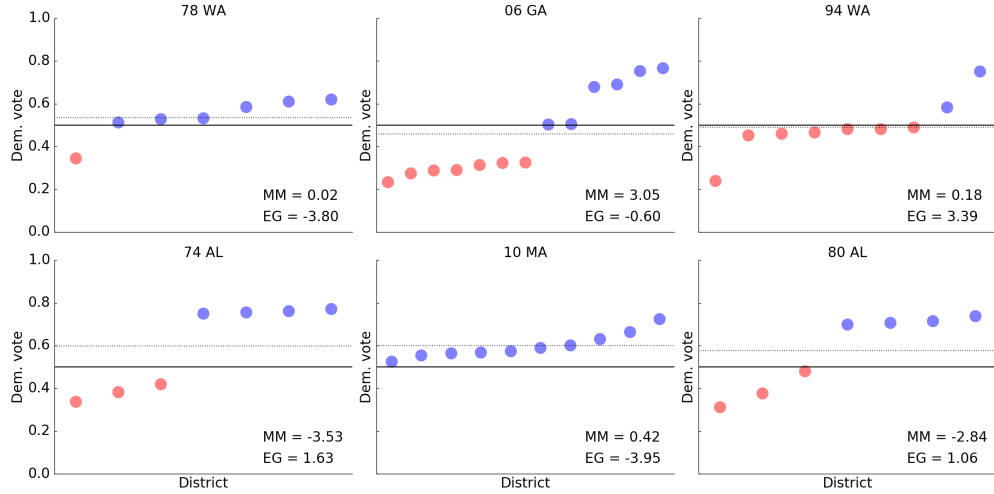 78 WA
06 GA
94 WA
1.0
0.8
0.6
0.4
0.2
0.0
Dem. vote
Dem. vote
Dem. vote
MM = 0.02
EG = -3.80
MM = 3.05
EG = -0.60
MM = 0.18
EG = 3.39
74 AL
10 MA
80 AL
0.8
0.6
0.4
0.2
0.0
Dem. vote
Dem. vote
Dem. vote
MM = -3.53
EG = 1.63
MM = 0.42
EG = -3.95
MM = -2.84
EG = 1.06
District
District
District